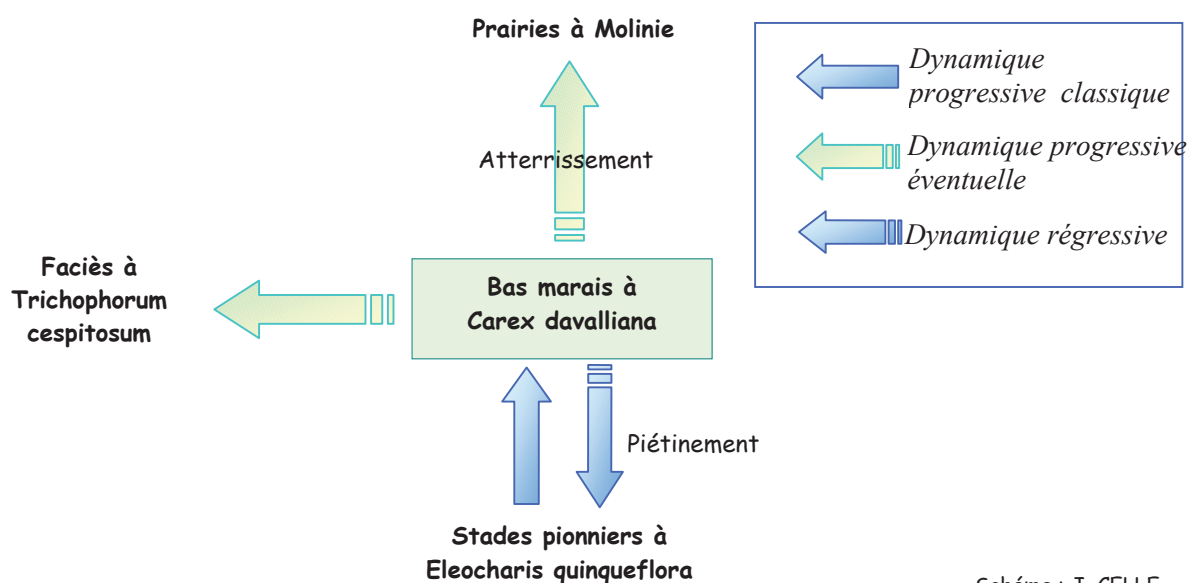 Prairies à Molinie
Dynamique
progressive classique
Atterrissement
Dynamique progressive
éventuelle
Dynamique régressive
Faciès à
Trichophorum
cespitosum
Bas marais à
Carex davalliana
Piétinement
Stades pionniers à
Eleocharis quinqueflora